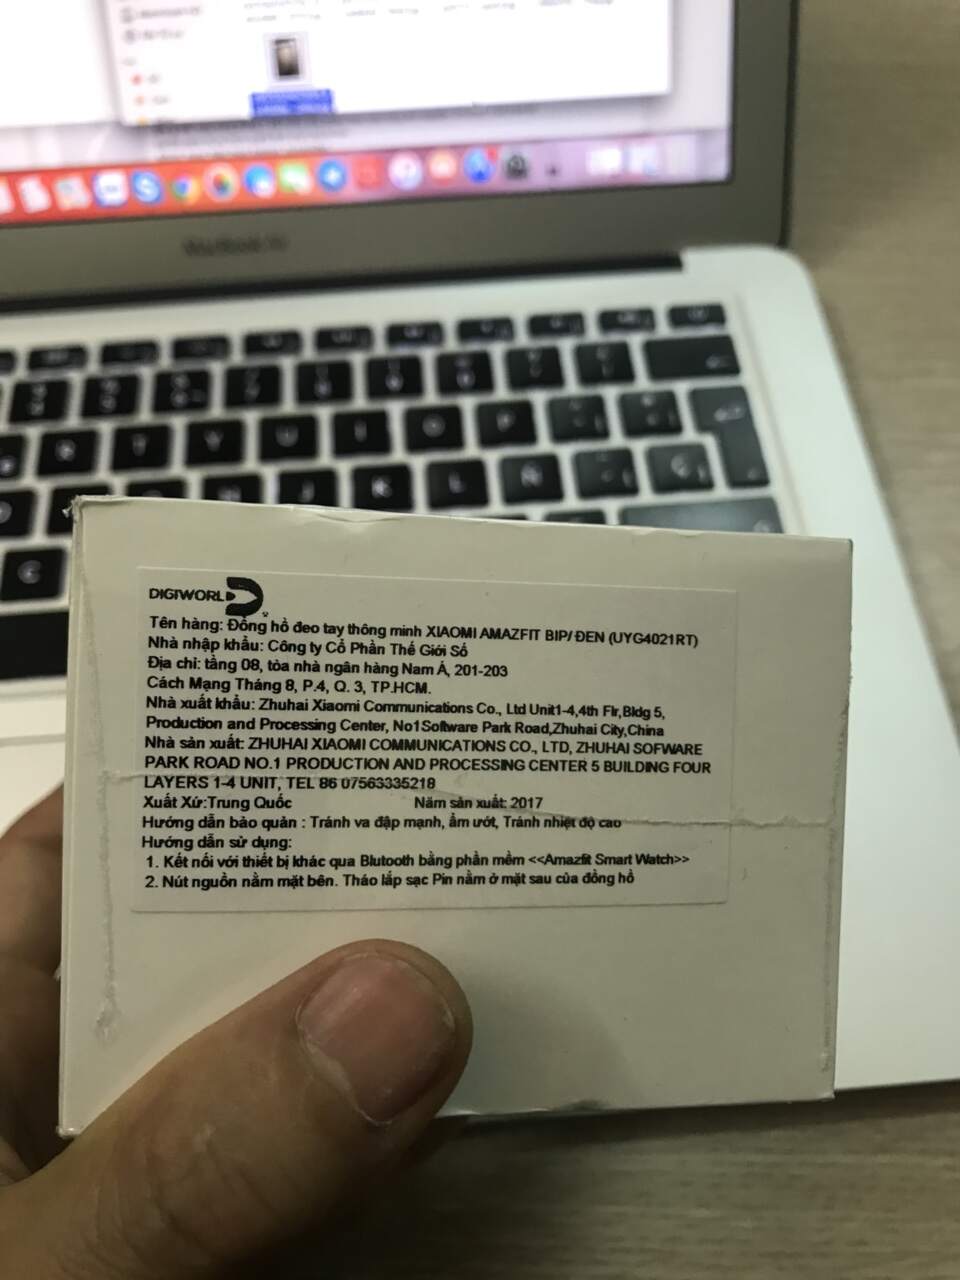 MacBook Air
DIGIWORLD
Tên hàng: Đồng hồ đeo tay thông minh XIAOMI AMAZFIT BIP/ ĐEN (UYG4021RT)
Nhà nhập khẩu: Công ty Cổ Phần Thế Giới Số
Địa chỉ: tầng 08, tòa nhà ngân hàng Nam Á, 201-203
Cách Mạng Tháng 8, P.4, Q. 3, TP.HCM.
Nhà xuất khẩu: Zhuhai Xiaomi Communications Co., Ltd Unit1-4,4th Flr,Bldg 5,
Production and Processing Center, No1Software Park Road,Zhuhai City,China
Nhà sản xuất: ZHUHAI XIAOMI COMMUNICATIONS CO., LTD, ZHUHAI SOFWARE
PARK ROAD NO.1 PRODUCTION AND PROCESSING CENTER 5 BUILDING FOUR
LAYERS 1-4 UNIT, TEL 86 07563335218
Xuất Xứ:Trung Quốc Năm sản xuất: 2017
Hướng dẫn bảo quản : Tránh va đập mạnh, ẩm ướt, Tránh nhiệt độ cao
Hướng dẫn sử dụng:
1. Kết nối với thiết bị khác qua Blutooth bằng phần mềm <<Amazfit Smart Watch>>
2. Nút nguồn nằm mặt bên. Tháo lắp sạc Pin nằm ở mặt sau của đồng hồ